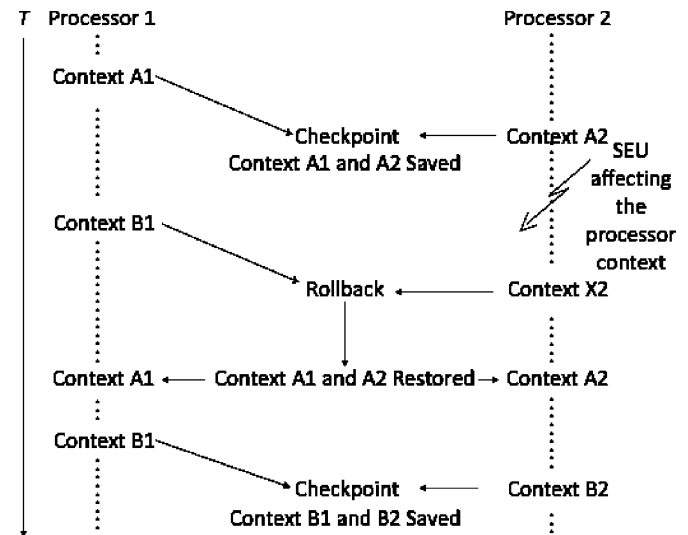 T Processor 1 Processor 2
Context A1
Checkpoint Context A2
Context A1 and A2 Saved
SEU
affecting
the
processor
context
Context B1
Rollback Context X2
Context A1 Context A1 and A2 Restored Context A2
Context B1
Checkpoint Context B2
Context B1 and B2 Saved